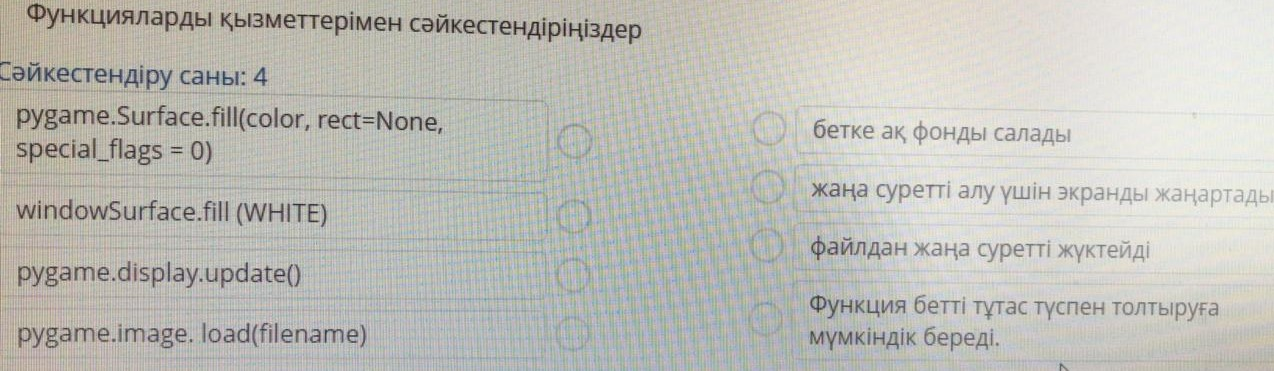 Функцияларды қызметтерімен сәйкестендіріңіздер
Сәйкестендіру саны: 4
pygame.Surface.fill(color, rect=None,
special_flags = 0)
windowSurface.fill (WHITE)
pygame.display.update()
pygame.image. load(filename)
бетке ақ фонды салады
жаңа суретті алу үшін экранды жаңартады
файлдан жаңа суретті жүктейді
Функция бетті тұтас түспен толтыруға
мүмкіндік береді.